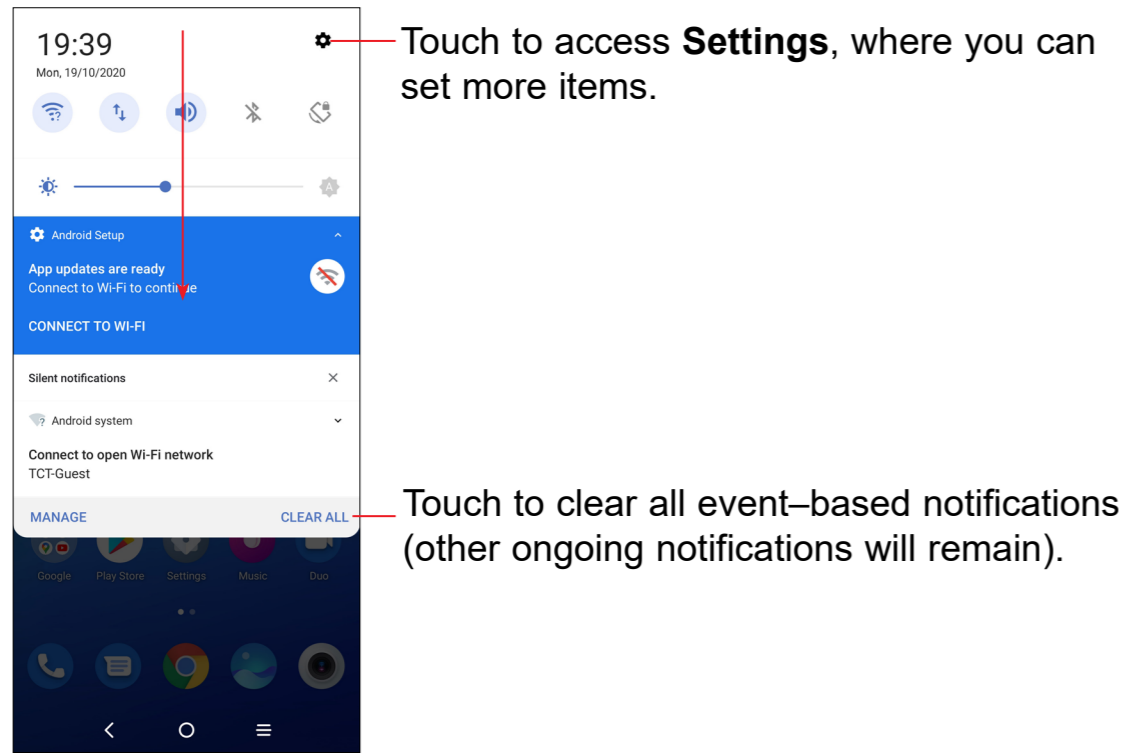 19:39
Mon, 19/10/2020
Touch to access Settings, where you can
set more items.
A
Android Setup
App updates are ready
Connect to Wi-Fi to continue
CONNECT TO WI-FI
Silent notifications
? Android system
Connect to open Wi-Fi network
TCT-Guest
MANAGE
CLEAR ALL
Touch to clear all event–based notifications
(other ongoing notifications will remain).
Google
Play Store
Settings
Music
Duo